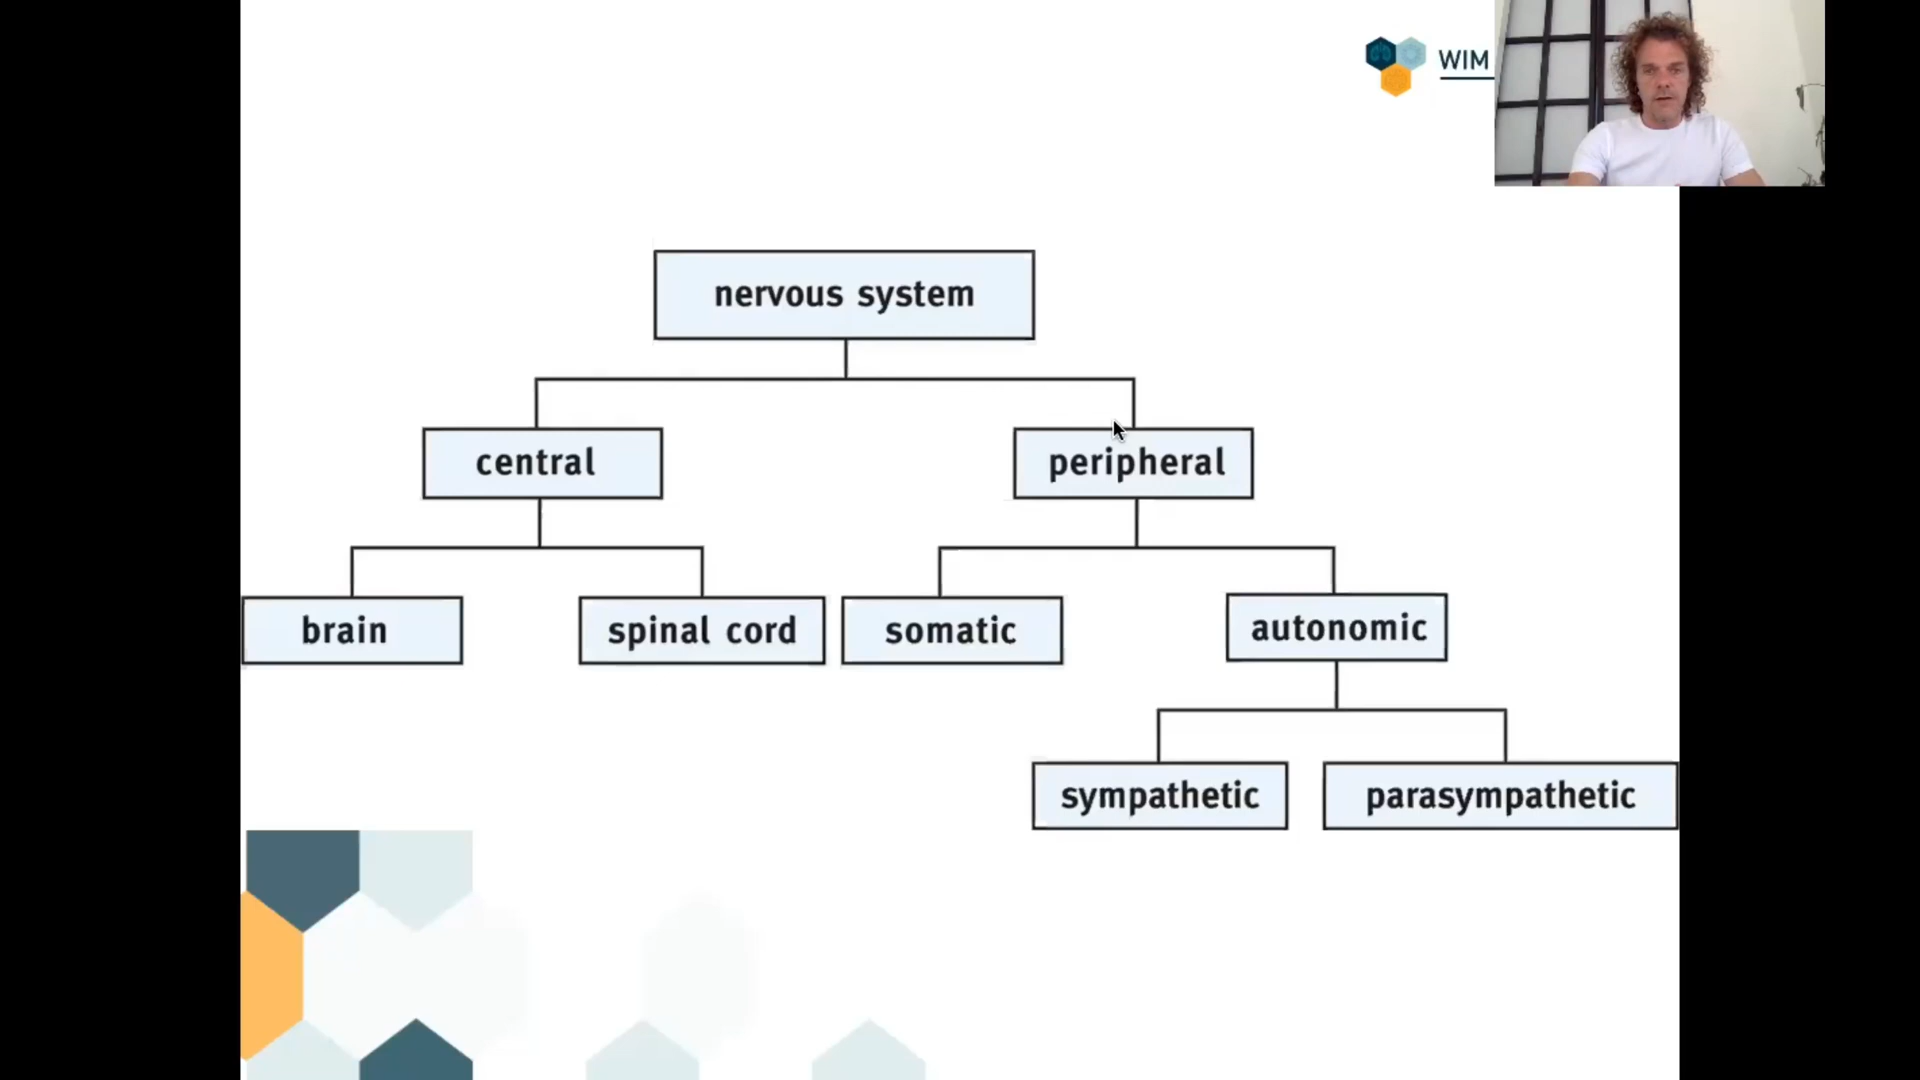 WIM
nervous system
central
peripheral
brain
spinal cord
somatic
autonomic
sympathetic
parasympathetic